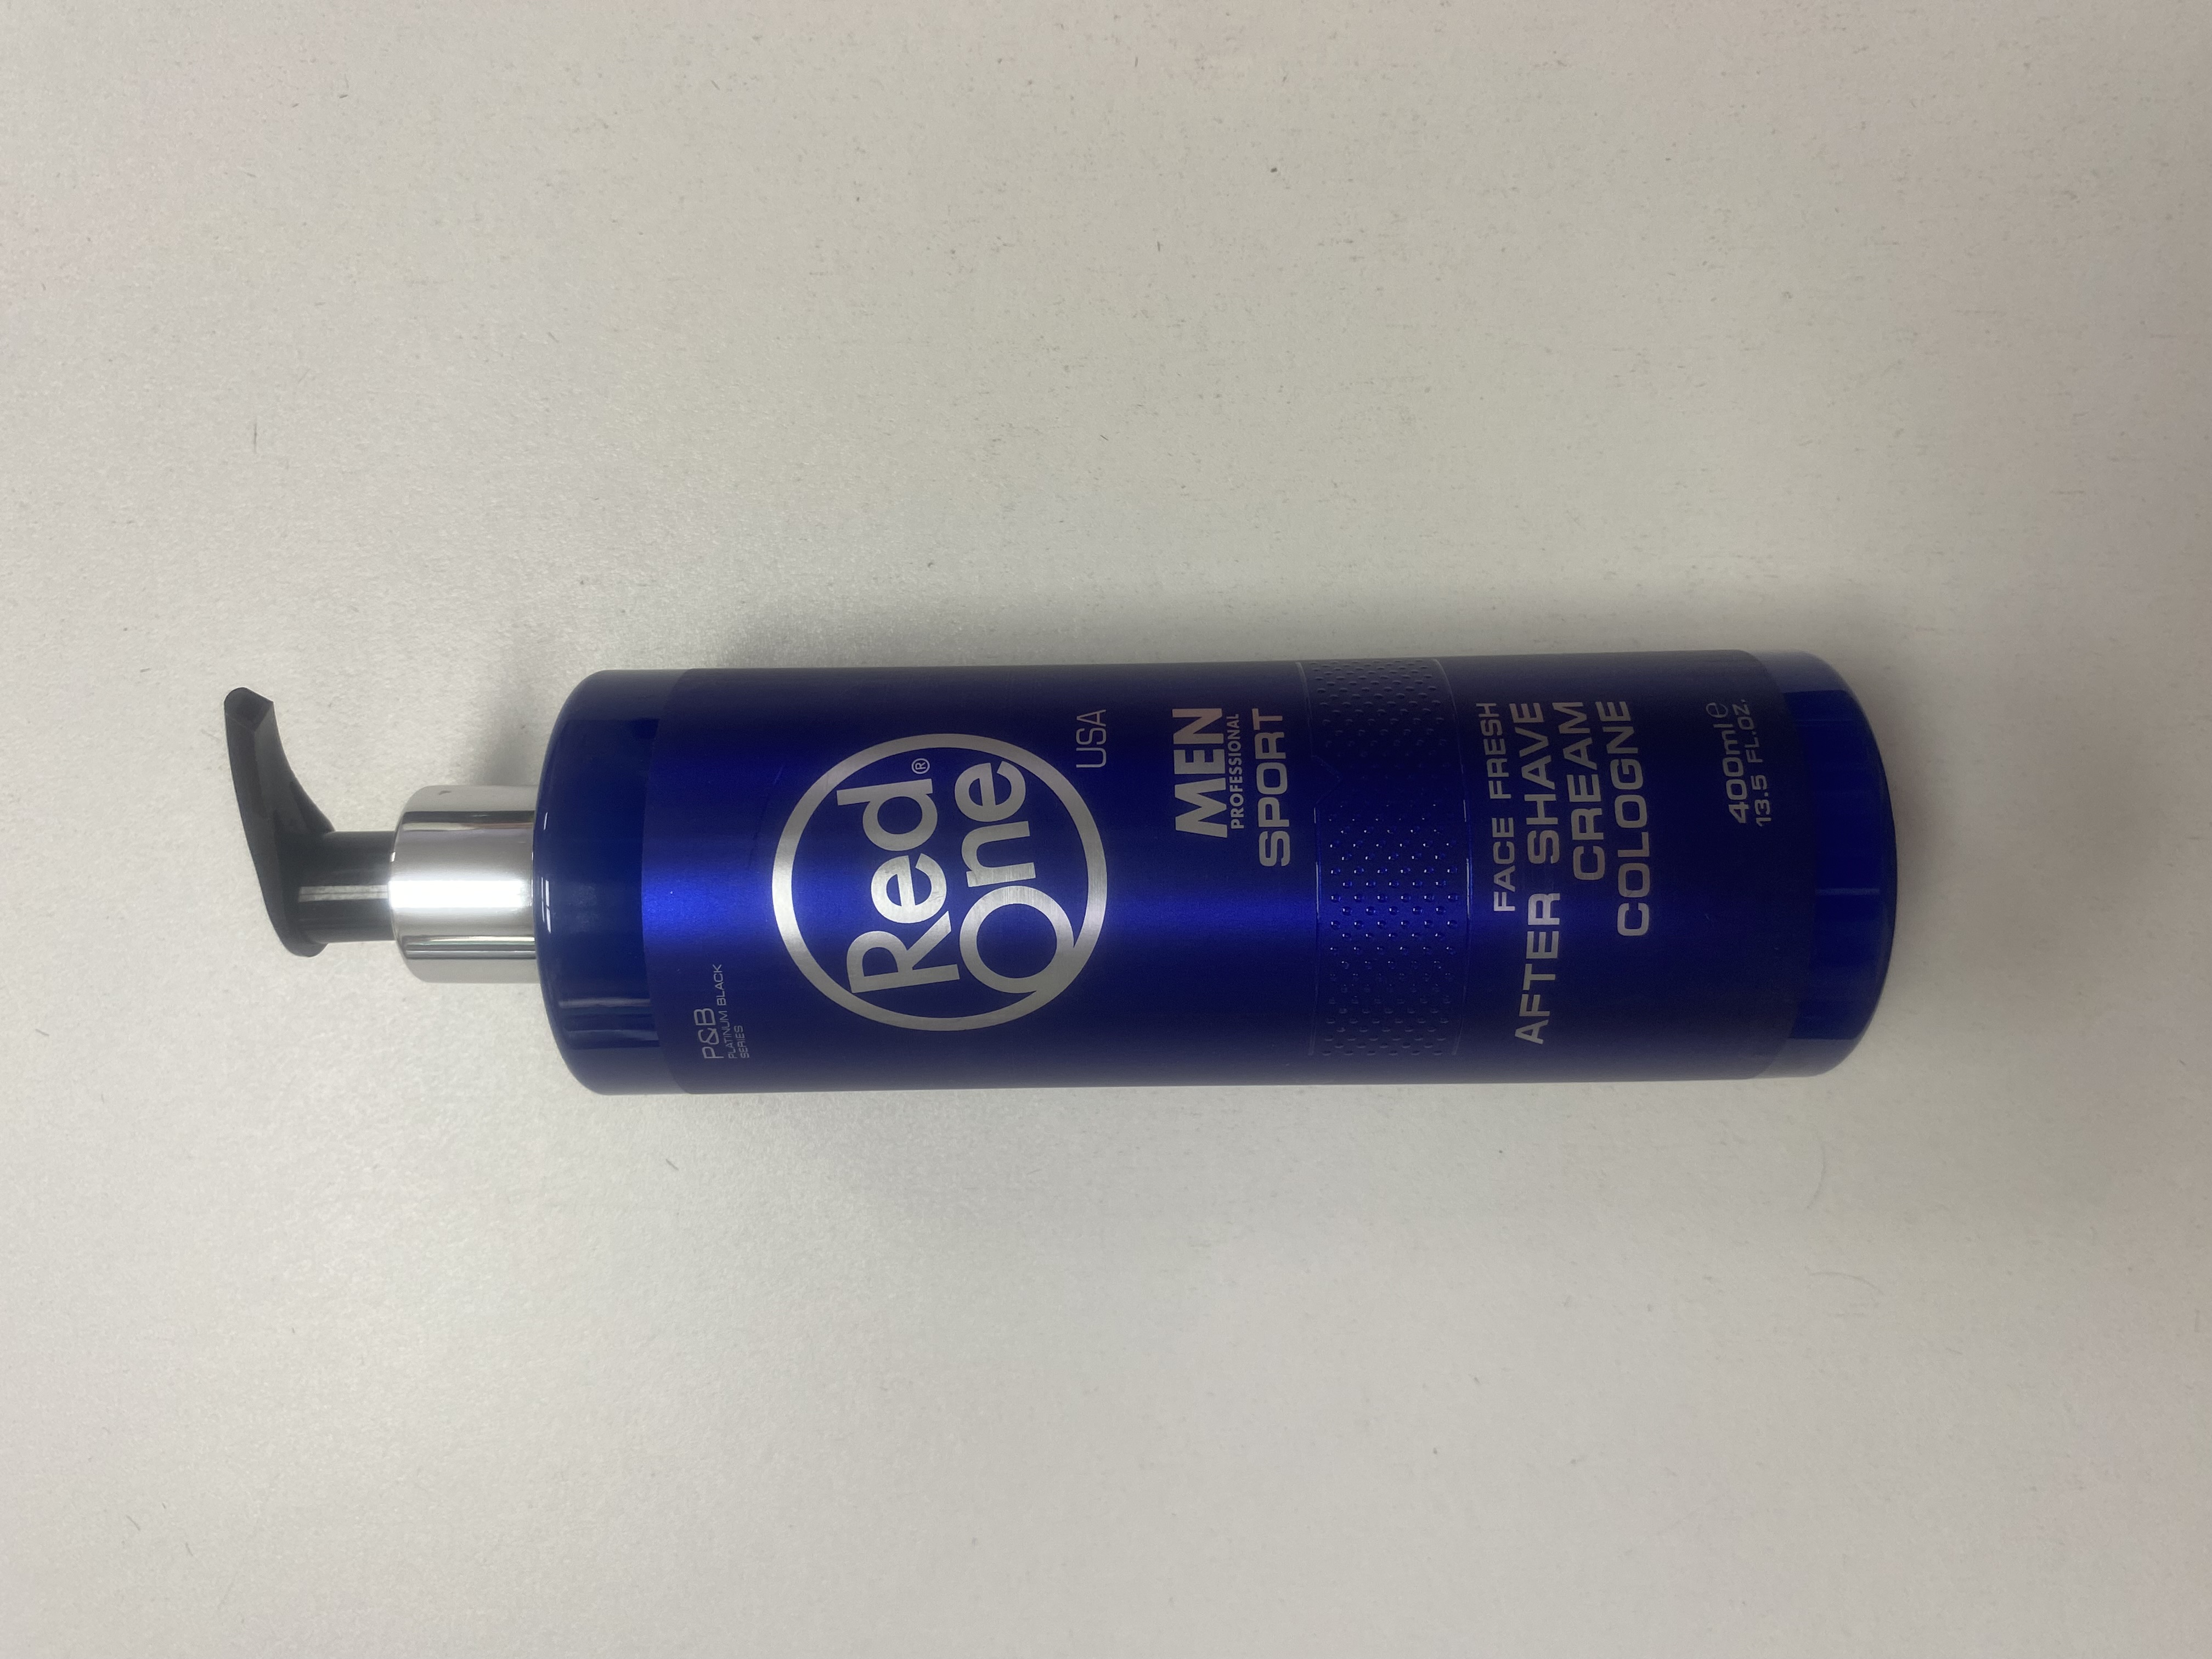 P&B
PLATINUM BLACK
SERIES
Red
One®
USA
MEN
PROFESSIONAL
SPORT
FACE FRESH
AFTER SHAVE
CREAM
COLOGNE
400ml ℮
13.5 FL.OZ.